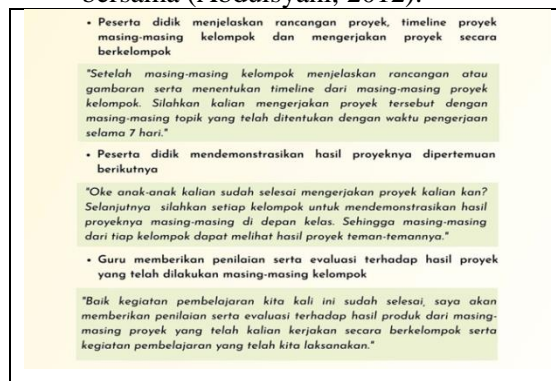 bersama (Abdulsyani, 2012).
• Peserta didik menjelaskan rancangan proyek, timeline proyek
masing-masing kelompok dan mengerjakan proyek secara
berkelompok
"Setelah masing-masing kelompok menjelaskan rancangan atau
gambaran serta menentukan timeline dari masing-masing proyek
kelompok. Silahkan kalian mengerjakan proyek tersebut dengan
masing-masing topik yang telah ditentukan dengan waktu pengerjaan
selama 7 hari."
• Peserta didik mendemonstrasikan hasil proyeknya dipertemuan
berikutnya
"Oke anak-anak kalian sudah selesai mengerjakan proyek kalian kan?
Selanjutnya silahkan setiap kelompok untuk mendemonstrasikan hasil
proyeknya masing-masing di depan kelas. Sehingga masing-masing
dari tiap kelompok dapat melihat hasil proyek teman-temannya."
• Guru memberikan penilaian serta evaluasi terhadap hasil proyek
yang telah dilakukan masing-masing kelompok
"Baik kegiatan pembelajaran kita kali ini sudah selesai, saya akan
memberikan penilaian serta evaluasi terhadap hasil produk dari masing-
masing proyek yang telah kalian kerjakan secara berkelompok serta
kegiatan pembelajaran yang telah kita laksanakan."